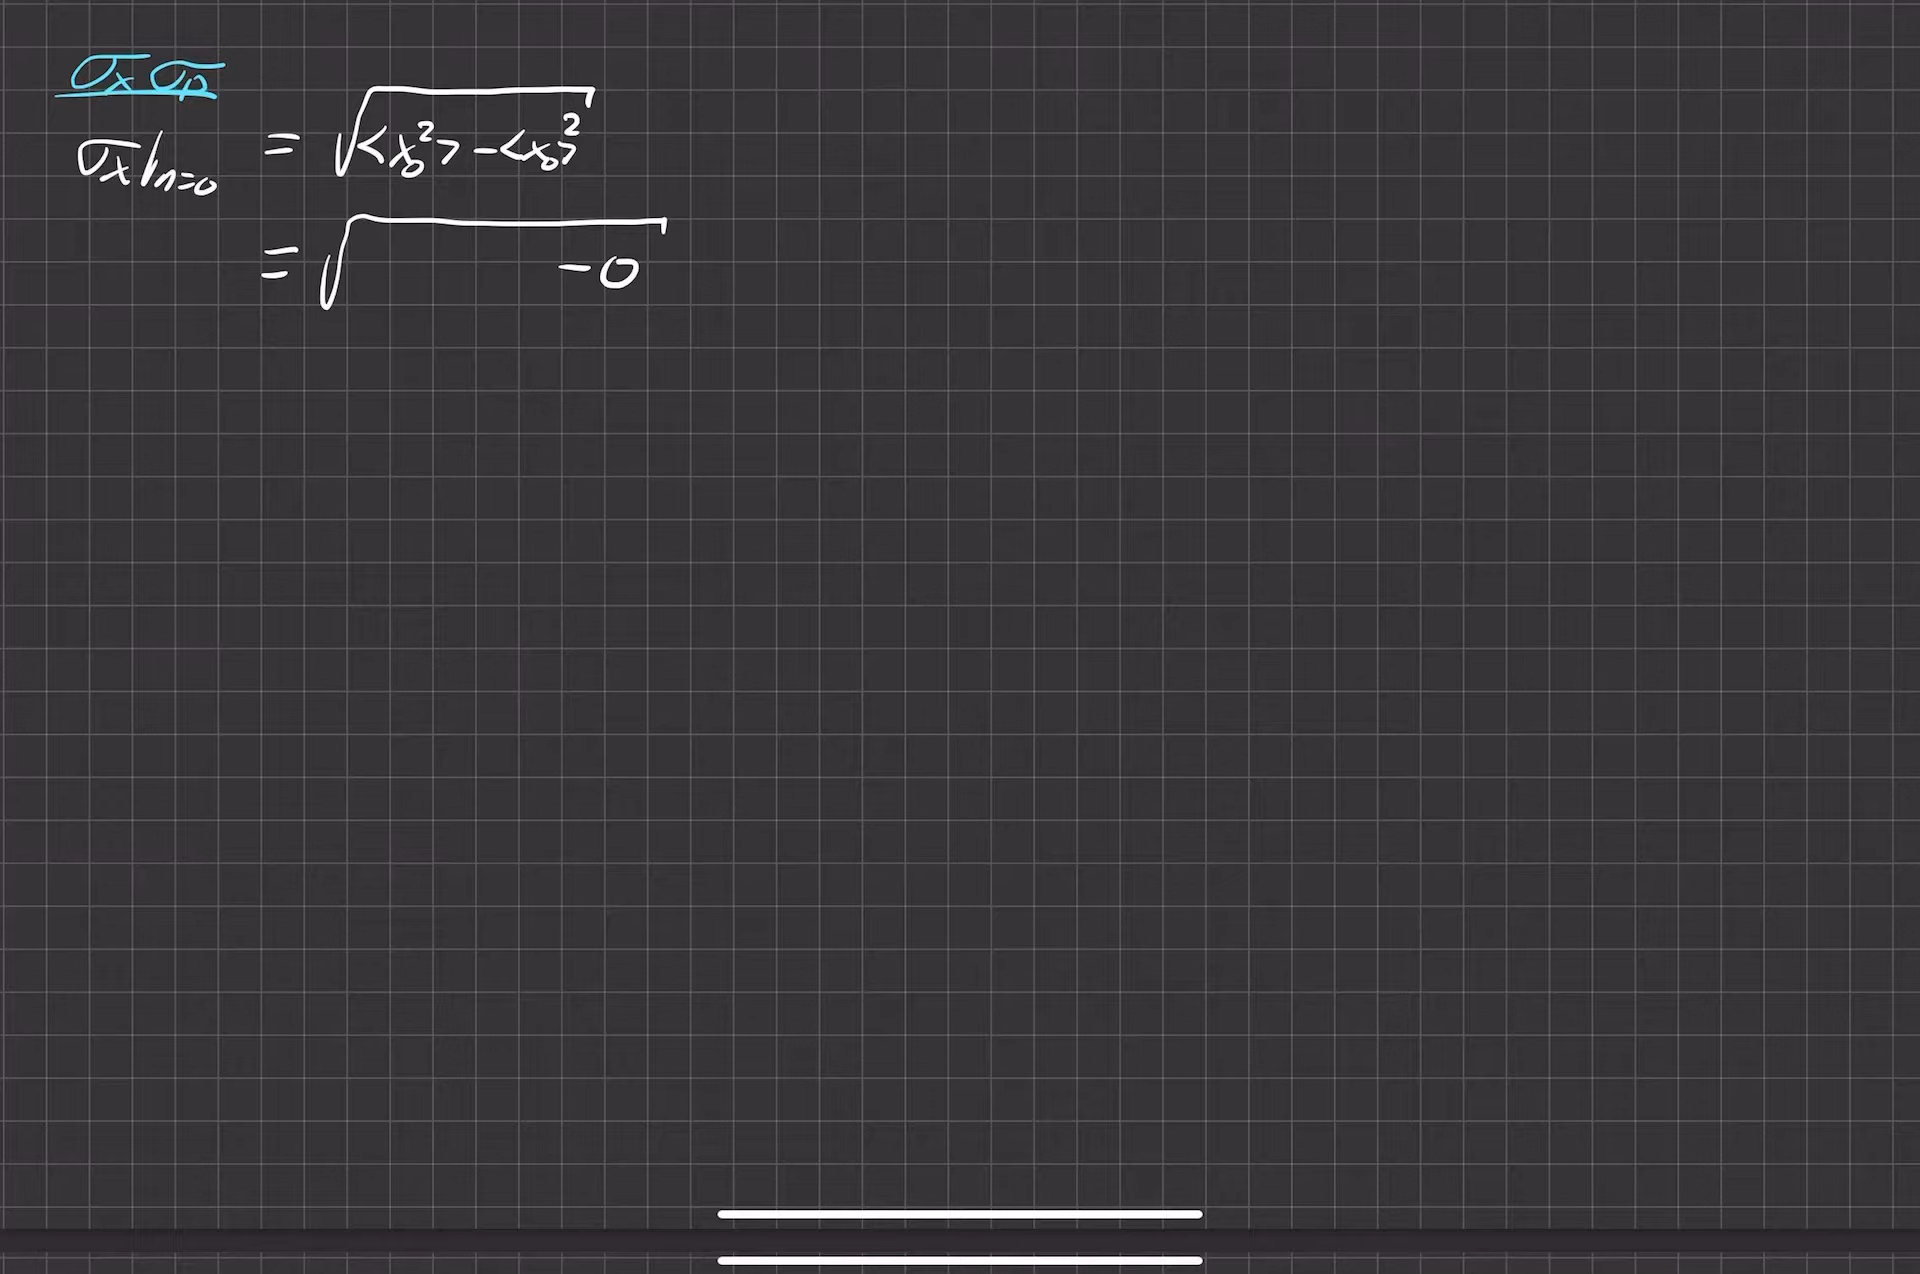 σₓ σₚ
σₓ|ₙ₌₀ = √(<x₀²> - <x₀>²)
= √(       - 0)